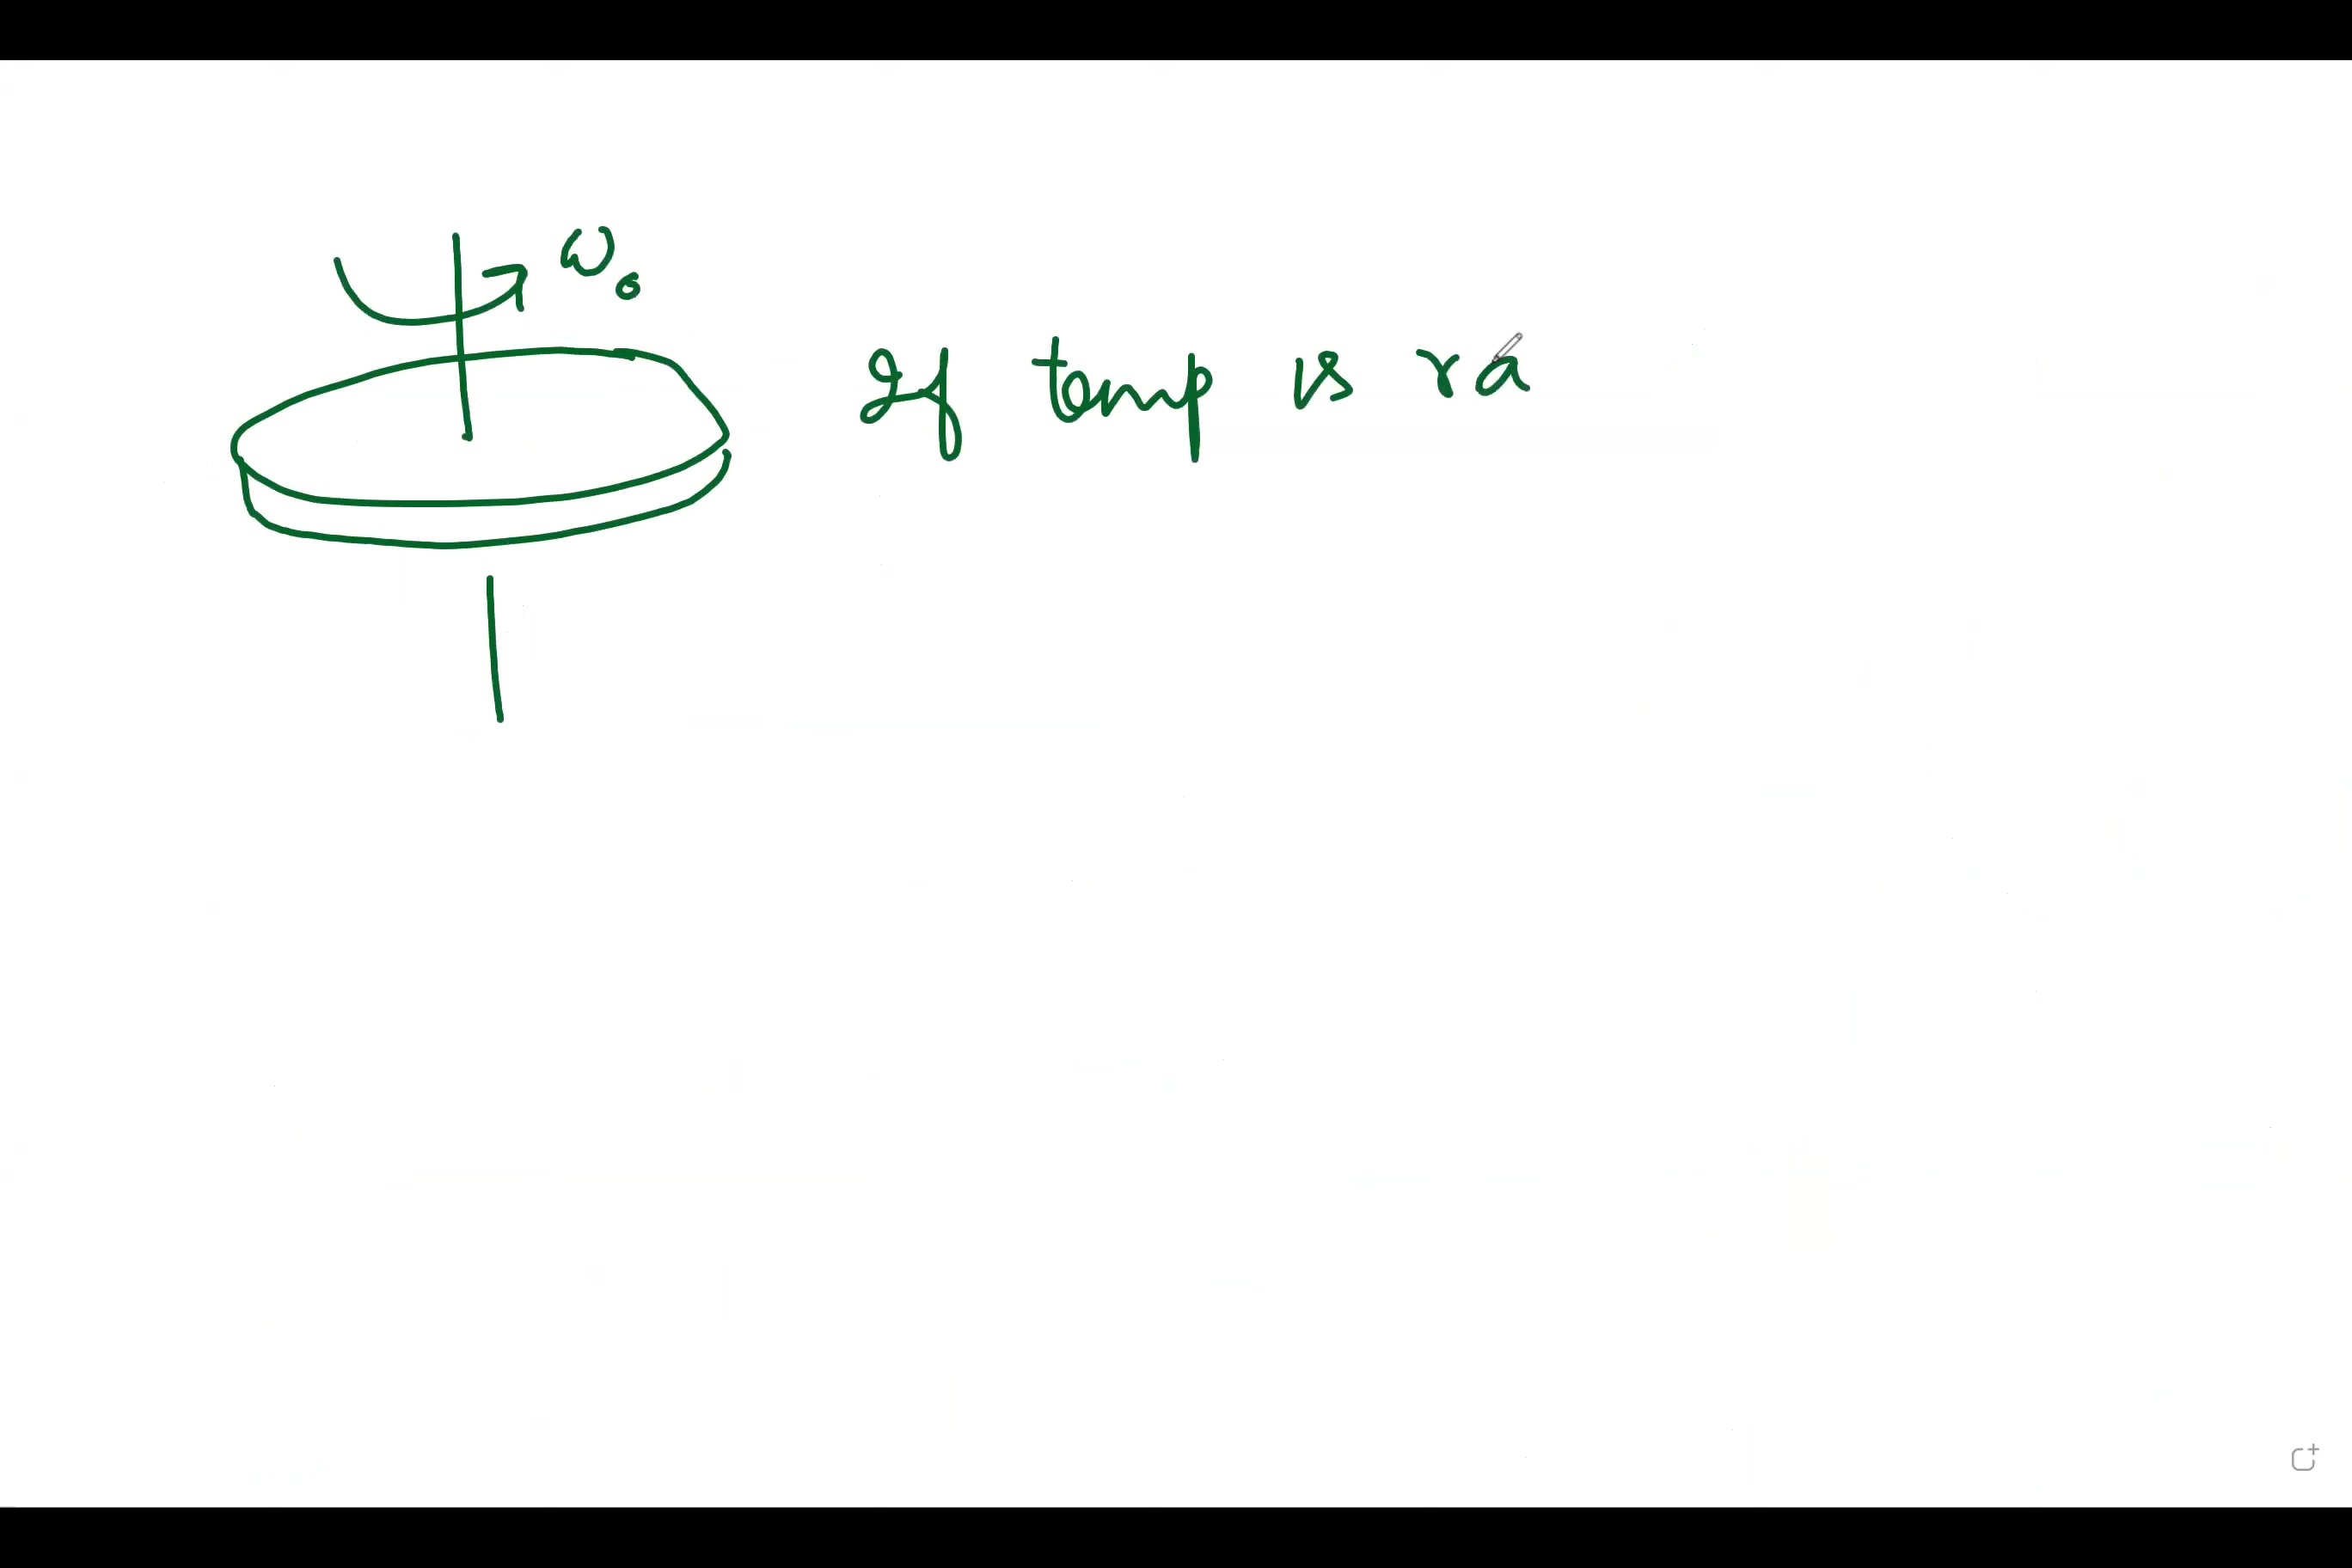 ω₀
If temp is ra